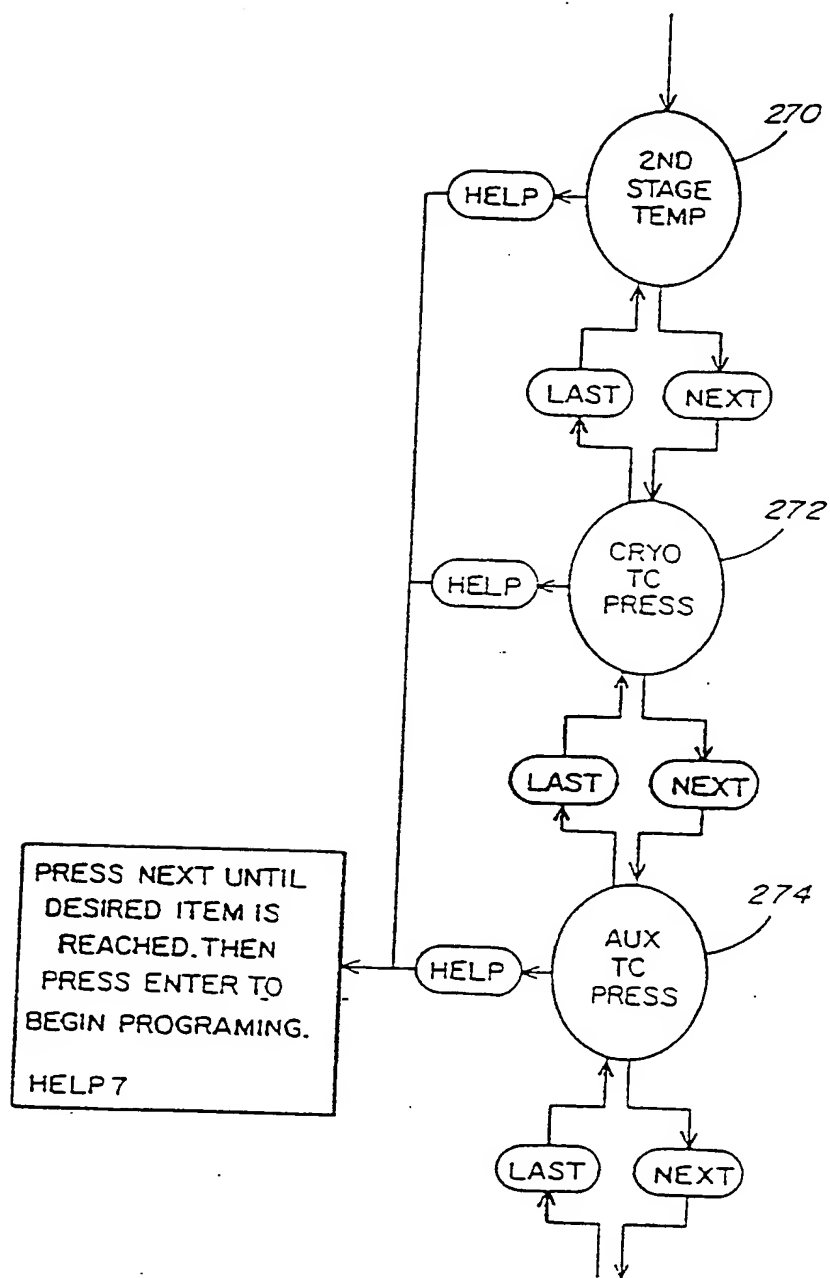 270
2ND
STAGE
TEMP
HELP
LAST
NEXT
272
CRYO
TC
PRESS
HELP
LAST
NEXT
274
AUX
TC
PRESS
HELP
PRESS NEXT UNTIL
DESIRED ITEM IS
REACHED.THEN
PRESS ENTER TO
BEGIN PROGRAMING.
HELP 7
LAST
NEXT